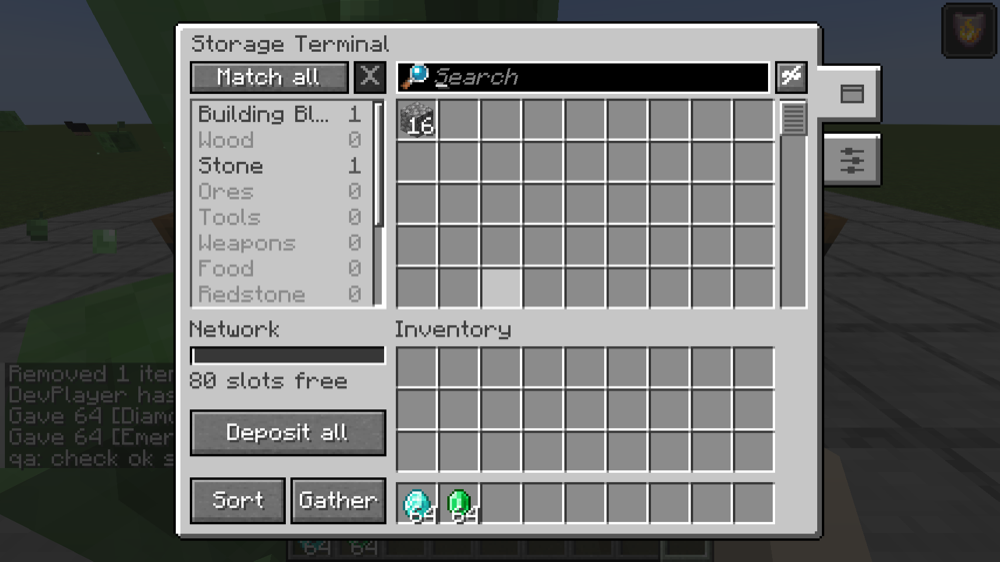 Storage Terminal
Match all
X
Search
Building Bl... 1
Wood 0
Stone 1
Ores 0
Tools 0
Weapons 0
Food 0
Redstone 0
16
Network
80 slots free
Deposit all
Sort
Gather
Inventory
64
64
Removed 1 item
DevPlayer has
Gave 64 [Diamo
Gave 64 [Emer
qa: check ok s
64
64